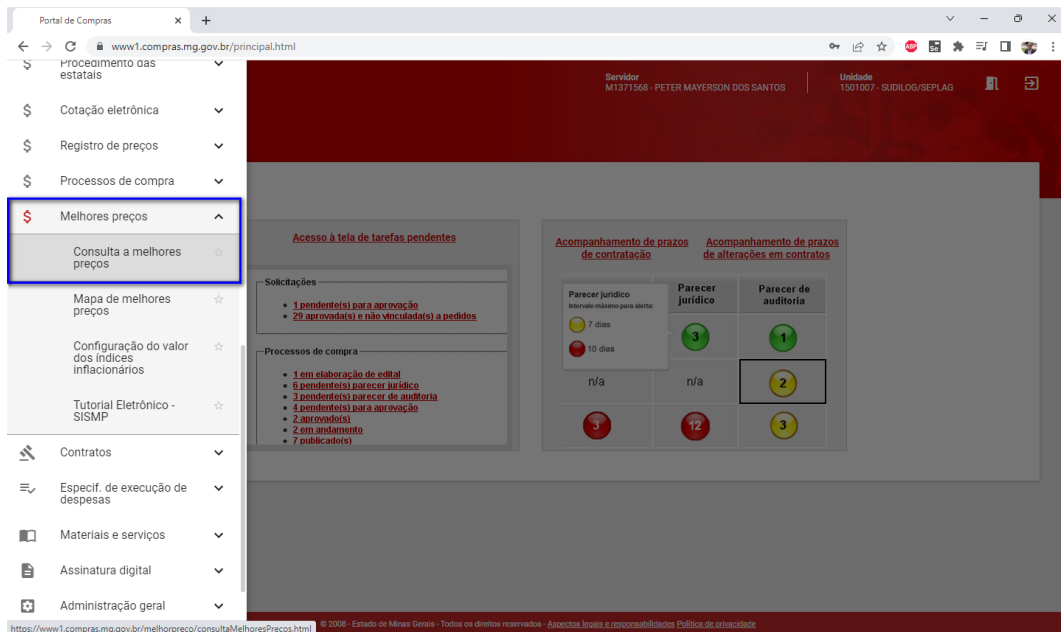 Portal de Compras
www1.compras.mg.gov.br/principal.html
Procedimento das
estatais
Cotação eletrônica
Registro de preços
Processos de compra
Melhores preços
Consulta a melhores
preços
Mapa de melhores
preços
Configuração do valor
dos índices
inflacionários
Tutorial Eletrônico -
SISMP
Contratos
Especif. de execução de
despesas
Materiais e serviços
Assinatura digital
Administração geral
https://www1.compras.mg.gov.br/melhorpreco/consultaMelhoresPrecos.html
Servidor
M1371568 - PETER MAYERSON DOS SANTOS
Unidade
1501007 - SUDILOG/SEPLAG
Acesso à tela de tarefas pendentes
Solicitações
1 pendente(s) para aprovação
29 aprovada(s) e não vinculada(s) a pedidos
Processos de compra
1 em elaboração de edital
6 pendente(s) parecer jurídico
3 pendente(s) parecer de auditoria
4 pendente(s) para aprovação
2 aprovado(s)
2 em andamento
7 publicado(s)
Acompanhamento de prazos
de contratação
Acompanhamento de prazos
de alterações em contratos
Parecer jurídico
Intervalo máximo para alerta:
7 dias
10 dias
Parecer
jurídico
Parecer de
auditoria
3
1
n/a
n/a
2
3
12
3
© 2008 - Estado de Minas Gerais - Todos os direitos reservados - Aspectos legais e responsabilidades Política de privacidade